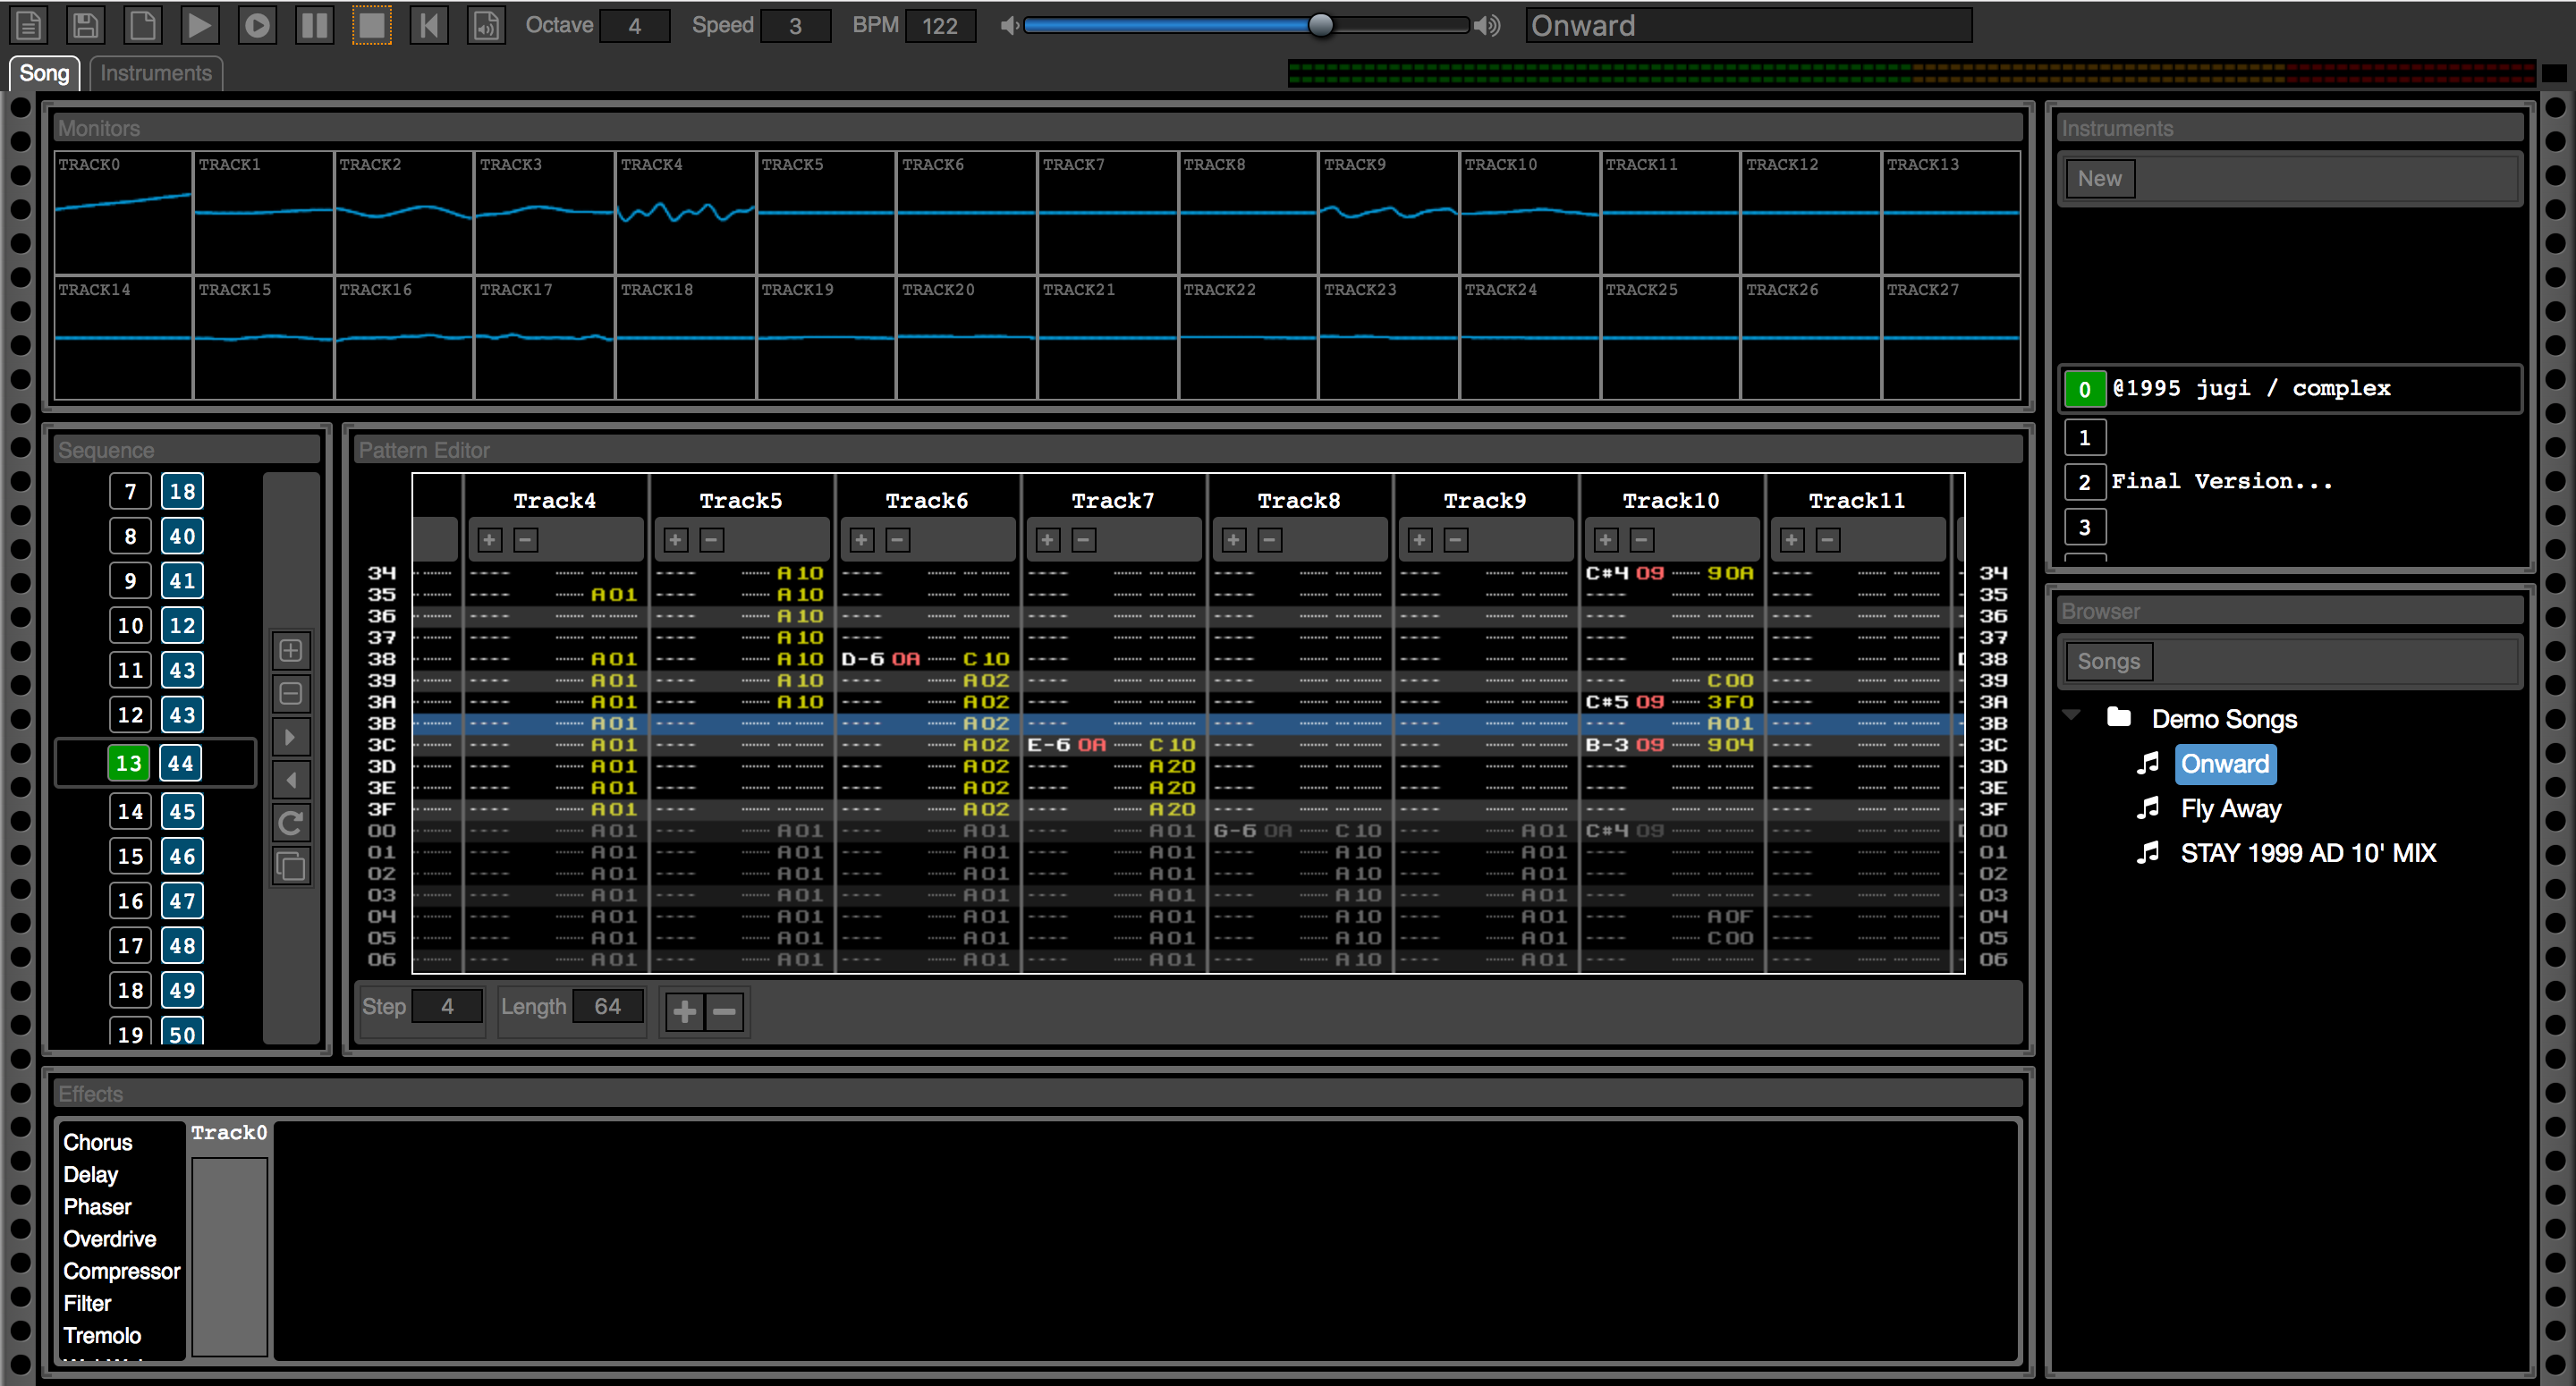 Octave 4 Speed 3 BPM 122 Onward
Song Instruments
Monitors
TRACK0 TRACK1 TRACK2 TRACK3 TRACK4 TRACK5 TRACK6 TRACK7 TRACK8 TRACK9 TRACK10 TRACK11 TRACK12 TRACK13
TRACK14 TRACK15 TRACK16 TRACK17 TRACK18 TRACK19 TRACK20 TRACK21 TRACK22 TRACK23 TRACK24 TRACK25 TRACK26 TRACK27
Sequence
7 18
8 40
9 41
10 12
11 43
12 43
13 44
14 45
15 46
16 47
17 48
18 49
19 50
Pattern Editor
Track4 Track5 Track6 Track7 Track8 Track9 Track10 Track11
34 A10 C#4 09 90A 34
35 A01 A10 35
36 A10 36
37 A10 37
38 A01 A10 D-6 0A C10 38
39 A01 A10 A02 C00 39
3A A01 A10 A02 C#5 09 3F0 3A
3B A01 A02 A01 3B
3C A01 A02 E-6 0A C10 B-3 09 904 3C
3D A01 A02 A20 3D
3E A01 A02 A20 3E
3F A01 A02 A20 3F
00 A01 A01 A01 A01 G-6 0A C10 A01 C#4 09 00
01 A01 A01 A01 A01 A10 A01 01
02 A01 A01 A01 A01 A10 A01 02
03 A01 A01 A01 A01 A10 A01 03
04 A01 A01 A01 A01 A10 A01 A0F 04
05 A01 A01 A01 A01 A10 A01 C00 05
06 A01 A01 A01 A01 A10 A01 06
Step 4 Length 64
Effects
Chorus
Delay
Phaser
Overdrive
Compressor
Filter
Tremolo
Track0
Instruments
New
0 @1995 jugi / complex
1
2 Final Version...
3
Browser
Songs
Demo Songs
Onward
Fly Away
STAY 1999 AD 10' MIX